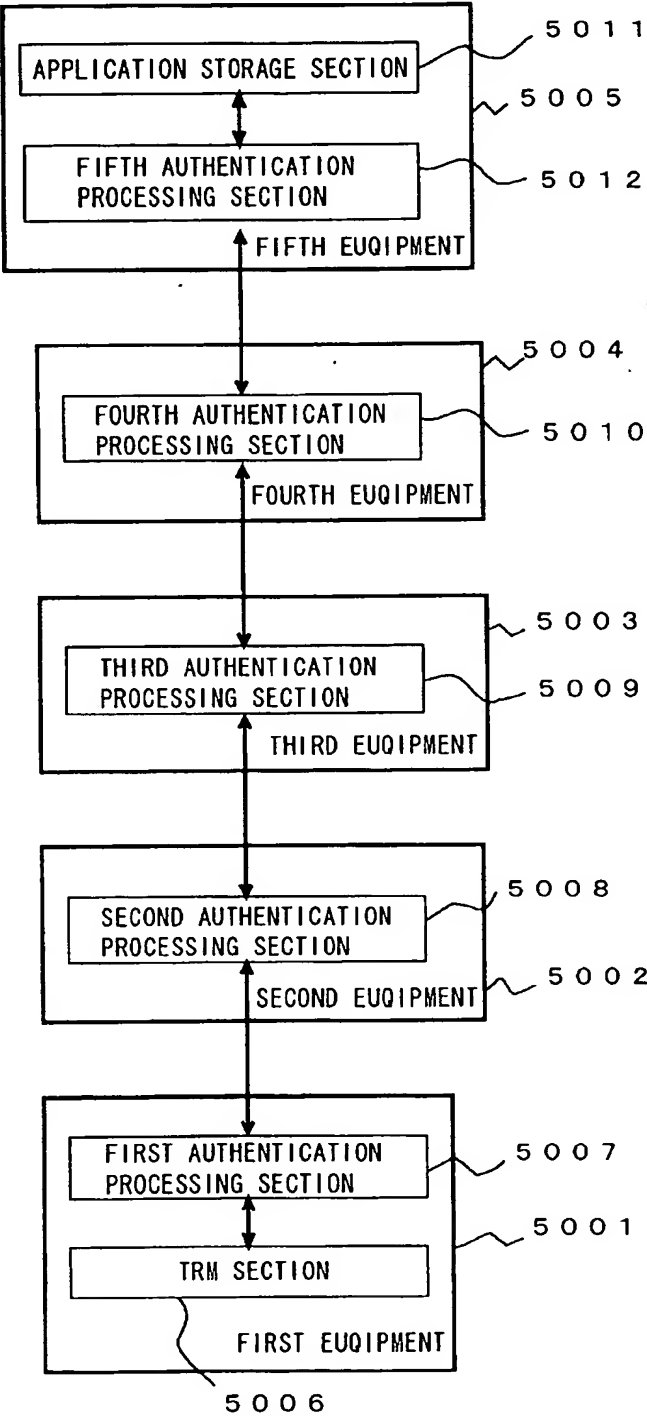 5011
APPLICATION STORAGE SECTION
5005
FIFTH AUTHENTICATION
PROCESSING SECTION
5012
FIFTH EUQIPMENT
5004
FOURTH AUTHENTICATION
PROCESSING SECTION
5010
FOURTH EUQIPMENT
5003
THIRD AUTHENTICATION
PROCESSING SECTION
5009
THIRD EUQIPMENT
5008
SECOND AUTHENTICATION
PROCESSING SECTION
5002
SECOND EUQIPMENT
FIRST AUTHENTICATION
PROCESSING SECTION
5007
5001
TRM SECTION
FIRST EUQIPMENT
5006